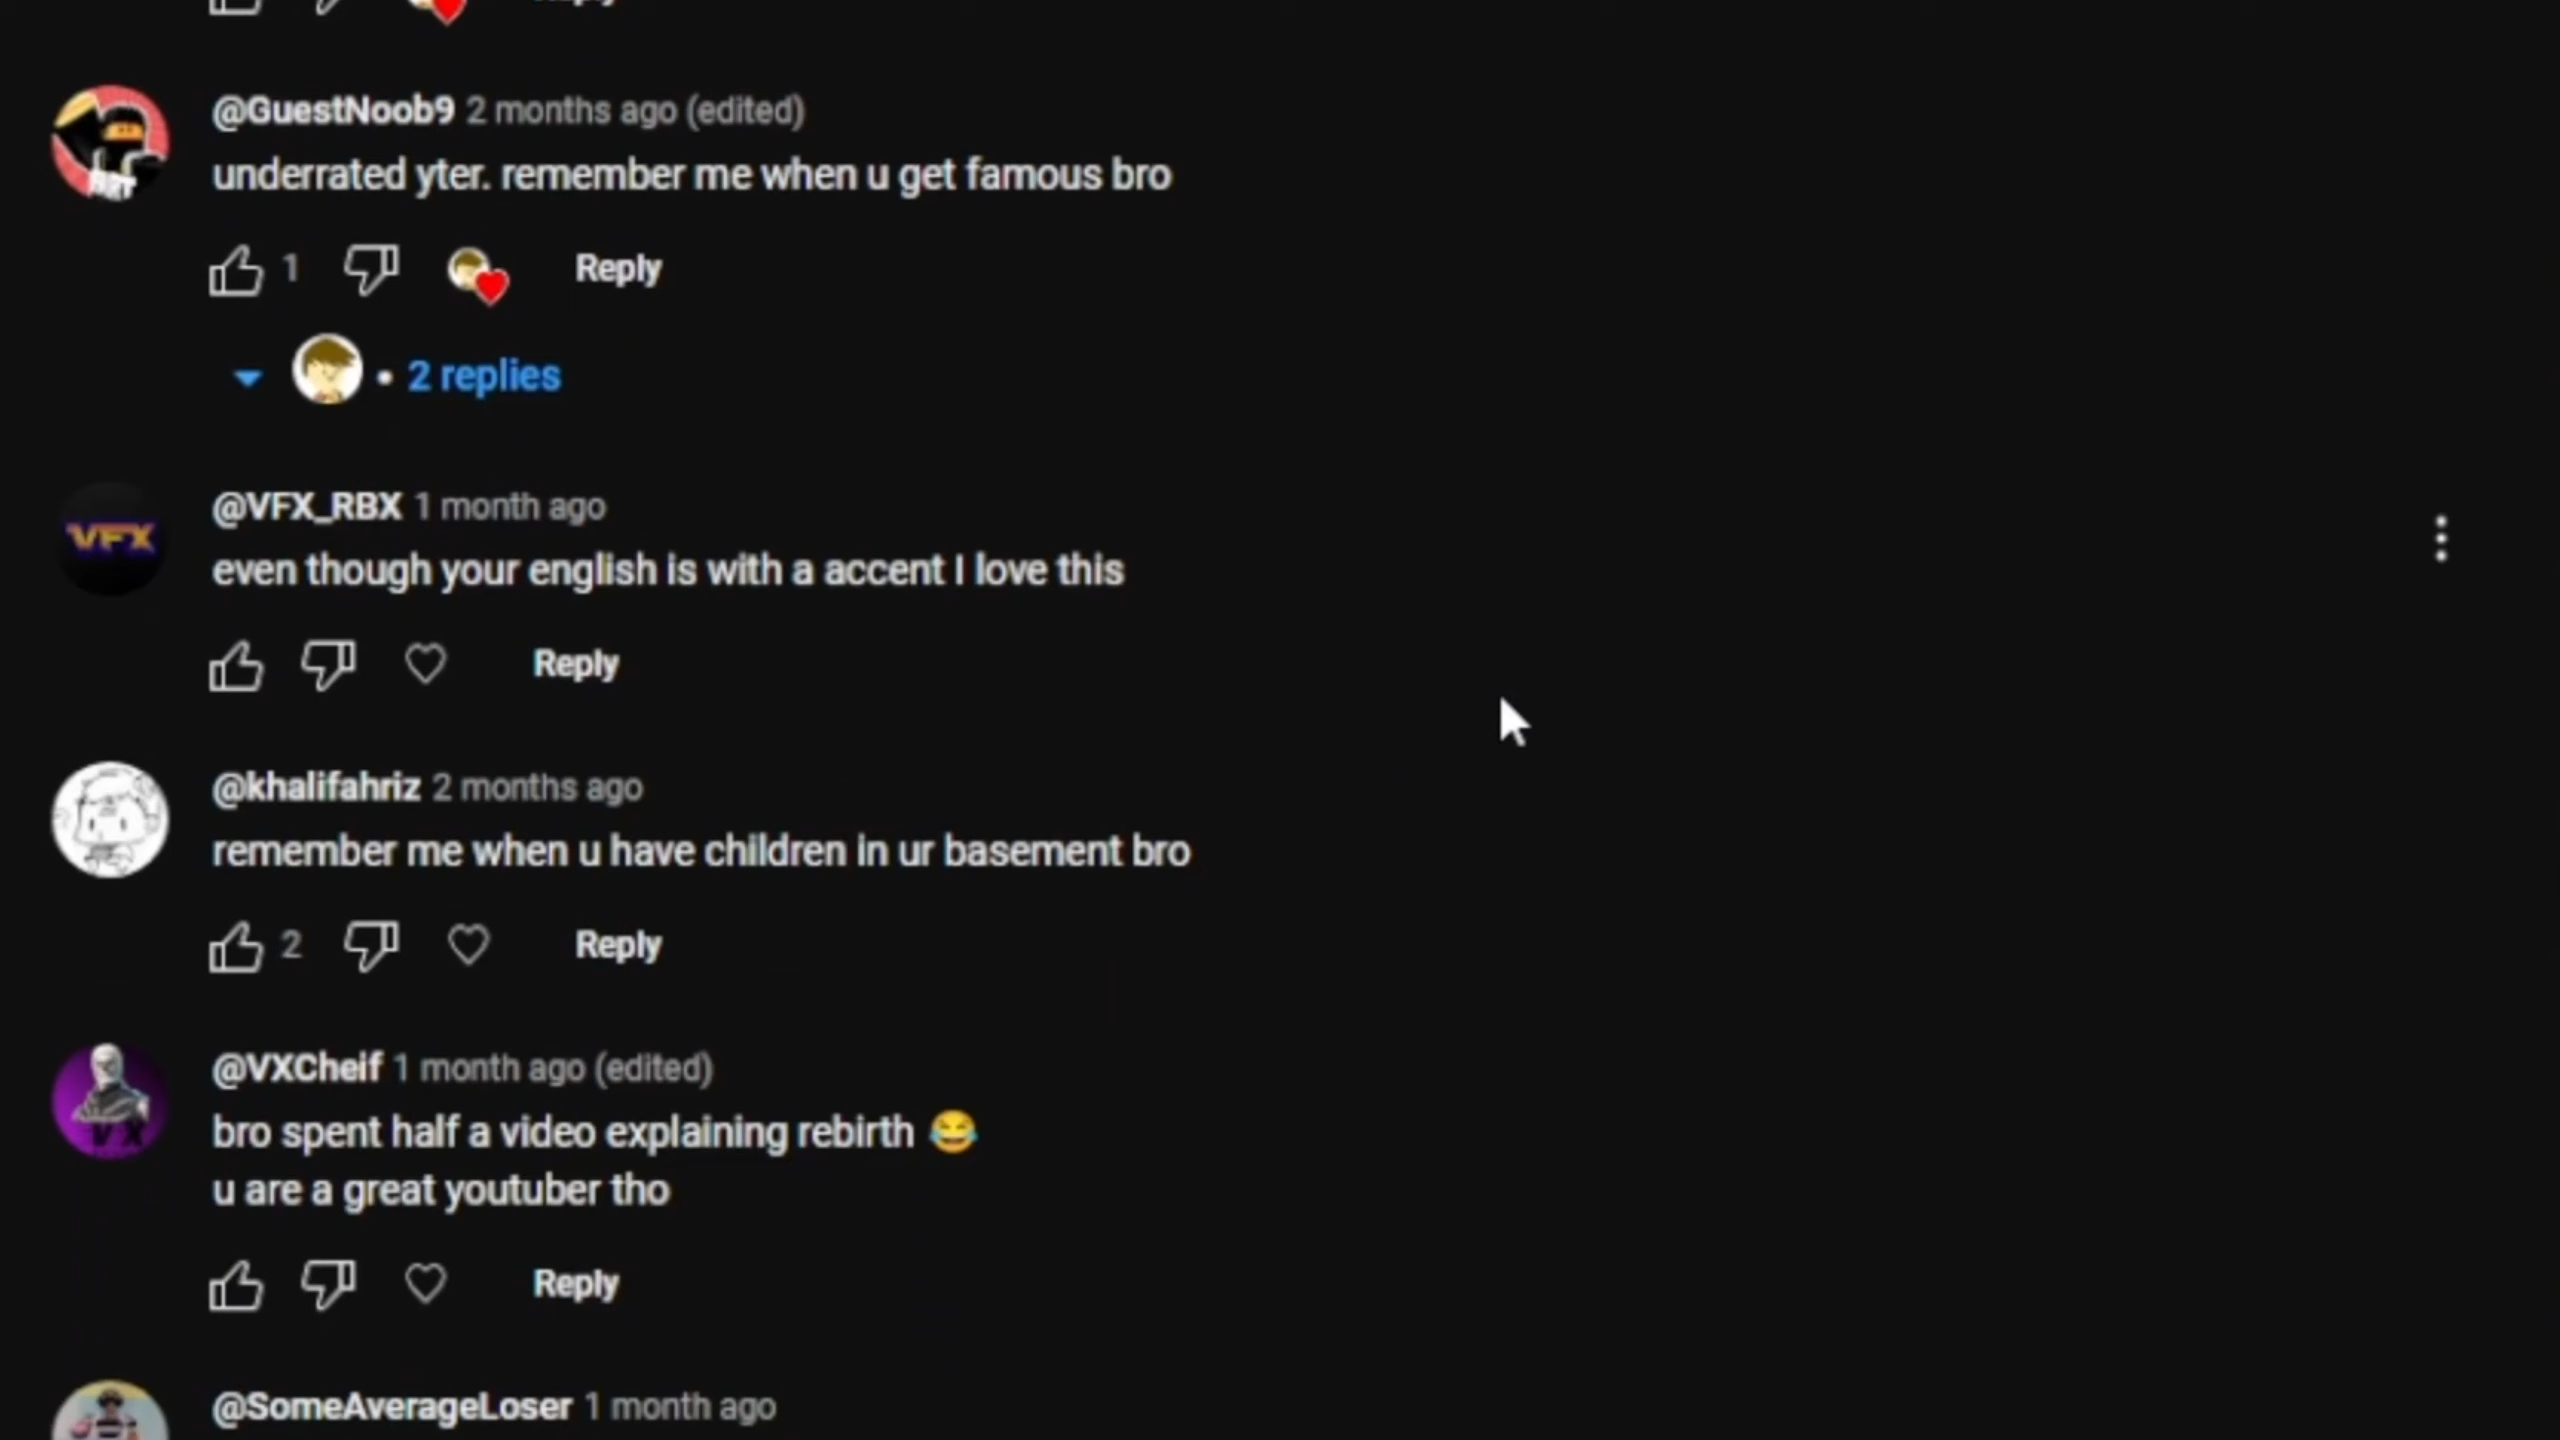 Reply
@GuestNoob9 2 months ago (edited)
underrated yter. remember me when u get famous bro
1 Reply
2 replies
VFX
@VFX_RBX 1 month ago
even though your english is with a accent I love this
Reply
@khalifahriz 2 months ago
remember me when u have children in ur basement bro
2 Reply
@VXCheif 1 month ago (edited)
bro spent half a video explaining rebirth 😂
u are a great youtuber tho
VX
Reply
@SomeAverageLoser 1 month ago